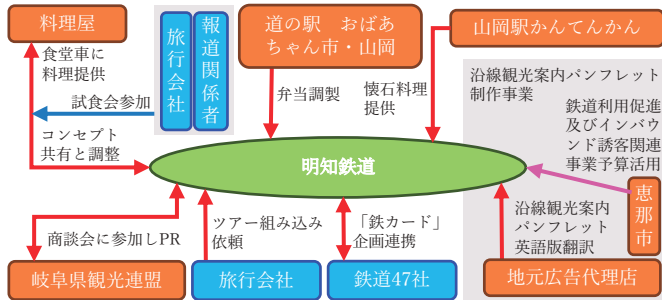 料理屋
食堂車に
料理提供
試食会参加
コンセプト
共有と調整
旅行会社
報道関係者
道の駅　おばあ
ちゃん市・山岡
弁当調製
山岡駅かんてんかん
懐石料理
提供
沿線観光案内パンフレット
制作事業
鉄道利用促進
及びインバウ
ンド誘客関連
事業予算活用
明知鉄道
恵那市
商談会に参加しPR
ツアー組み込み
依頼
「鉄カード」
企画連携
沿線観光案内
パンフレット
英語版翻訳
岐阜県観光連盟
旅行会社
鉄道47社
地元広告代理店